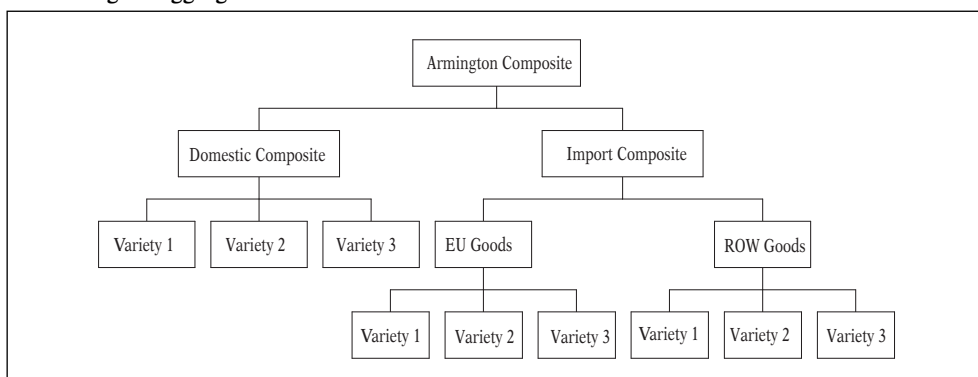 Armington Composite
Domestic Composite
Import Composite
Variety 1
Variety 2
Variety 3
EU Goods
ROW Goods
Variety 1
Variety 2
Variety 3
Variety 1
Variety 2
Variety 3